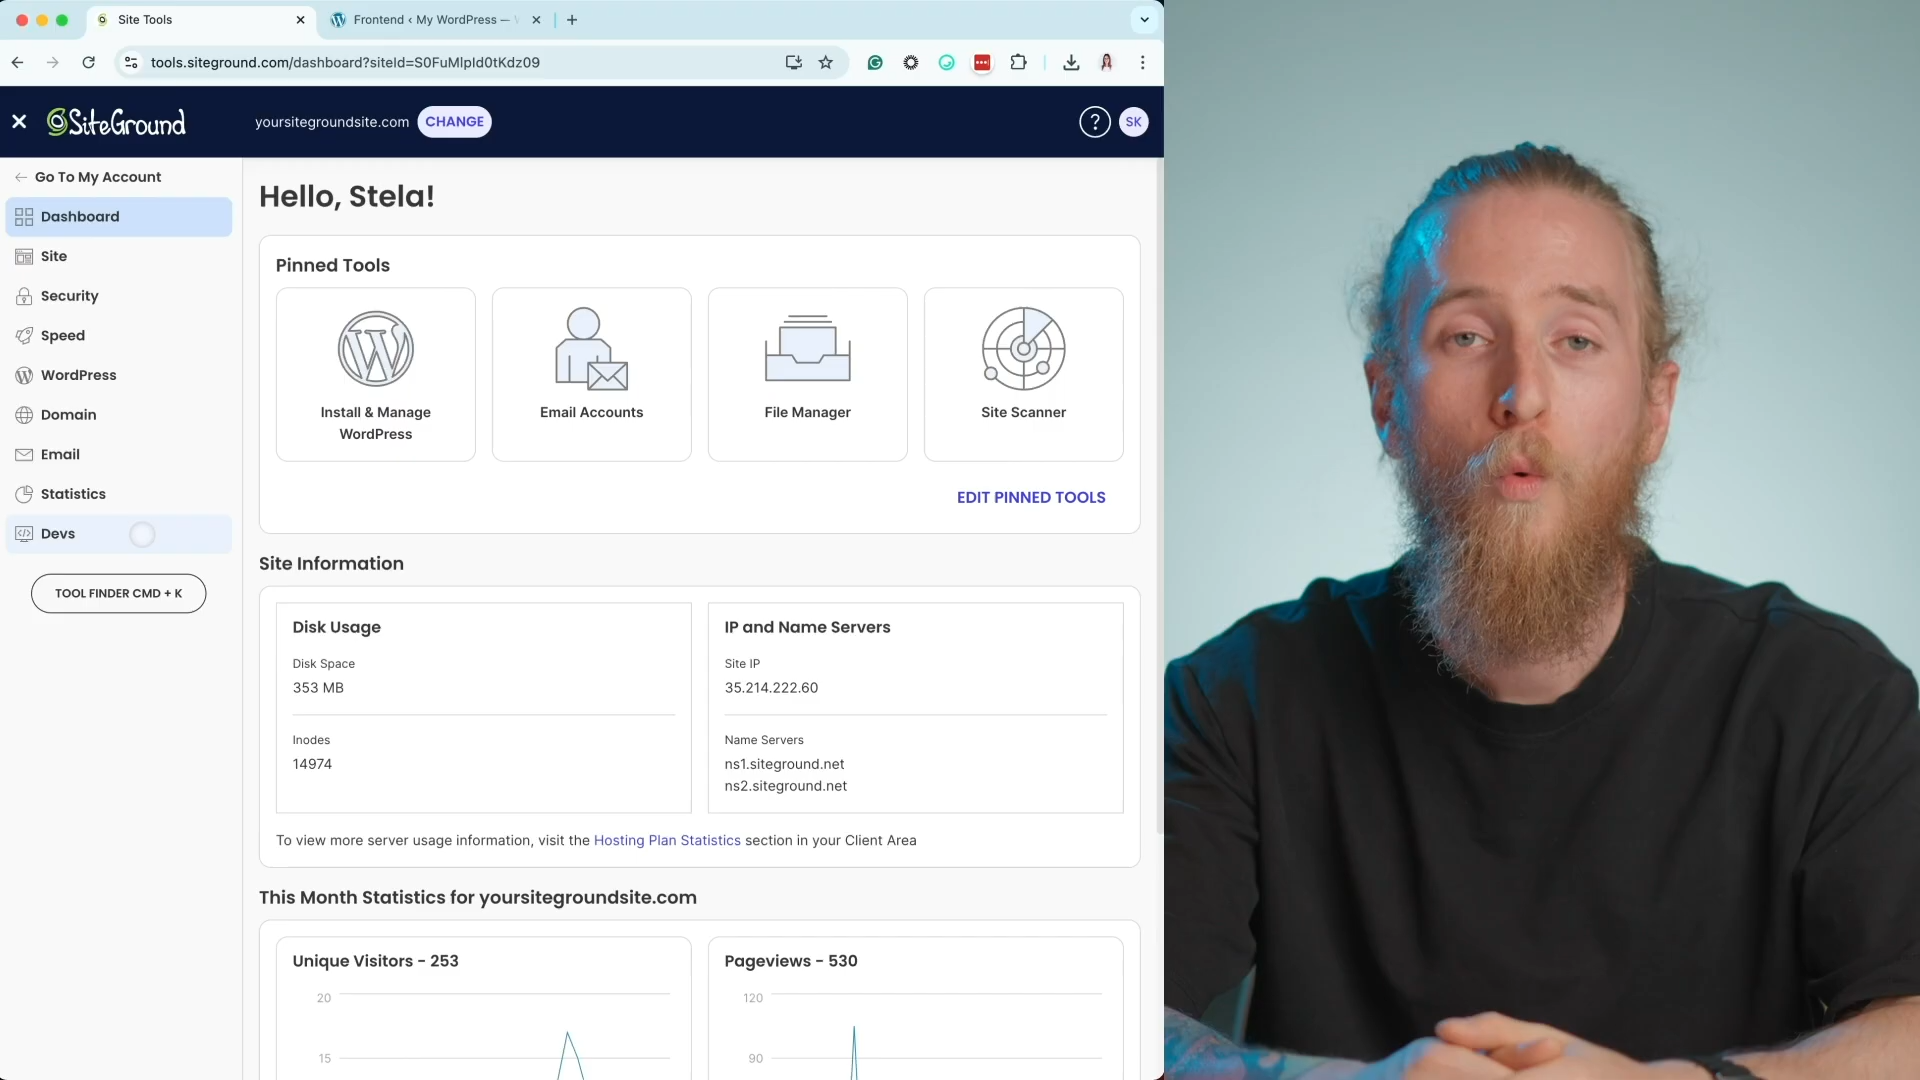 Site Tools
Frontend ‹ My WordPress —
tools.siteground.com/dashboard?siteId=S0FuMlpId0tKdz09
SiteGround
yoursitegroundsite.com
CHANGE
?
SK
Go To My Account
Dashboard
Site
Security
Speed
WordPress
Domain
Email
Statistics
Devs
TOOL FINDER CMD + K
Hello, Stela!
Pinned Tools
Install & Manage
WordPress
Email Accounts
File Manager
Site Scanner
EDIT PINNED TOOLS
Site Information
Disk Usage
Disk Space
353 MB
Inodes
14974
IP and Name Servers
Site IP
35.214.222.60
Name Servers
ns1.siteground.net
ns2.siteground.net
To view more server usage information, visit the Hosting Plan Statistics section in your Client Area
This Month Statistics for yoursitegroundsite.com
Unique Visitors - 253
20
15
Pageviews - 530
120
90